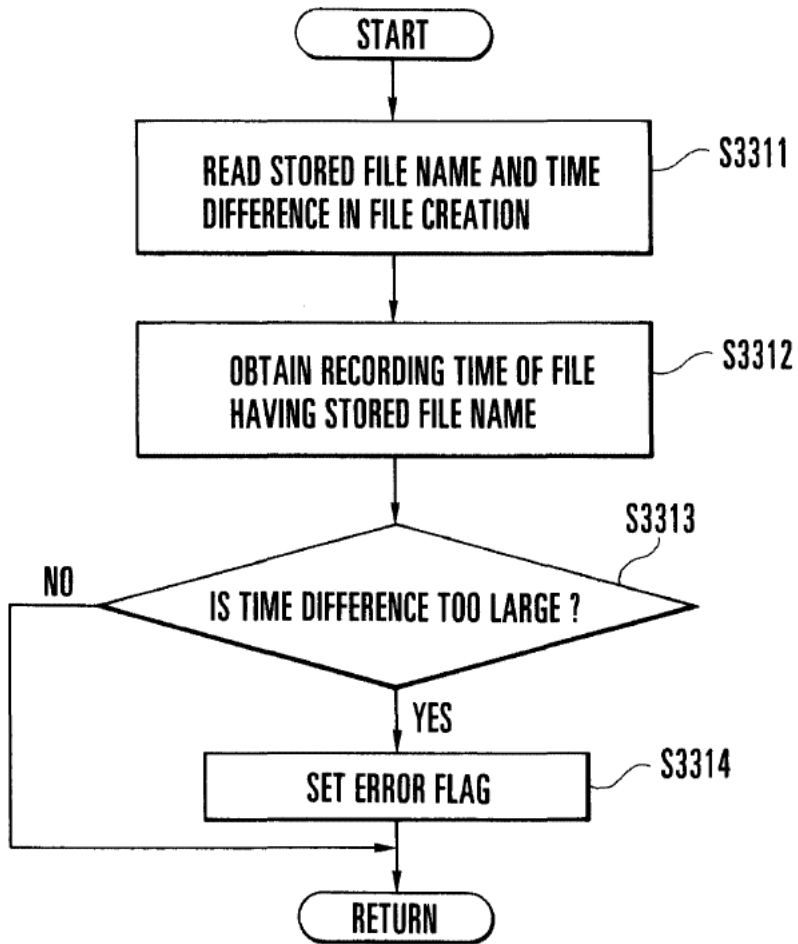 START
READ STORED FILE NAME AND TIME
DIFFERENCE IN FILE CREATION
S3311
OBTAIN RECORDING TIME OF FILE
HAVING STORED FILE NAME
S3312
S3313
NO
IS TIME DIFFERENCE TOO LARGE ?
YES
SET ERROR FLAG
S3314
RETURN